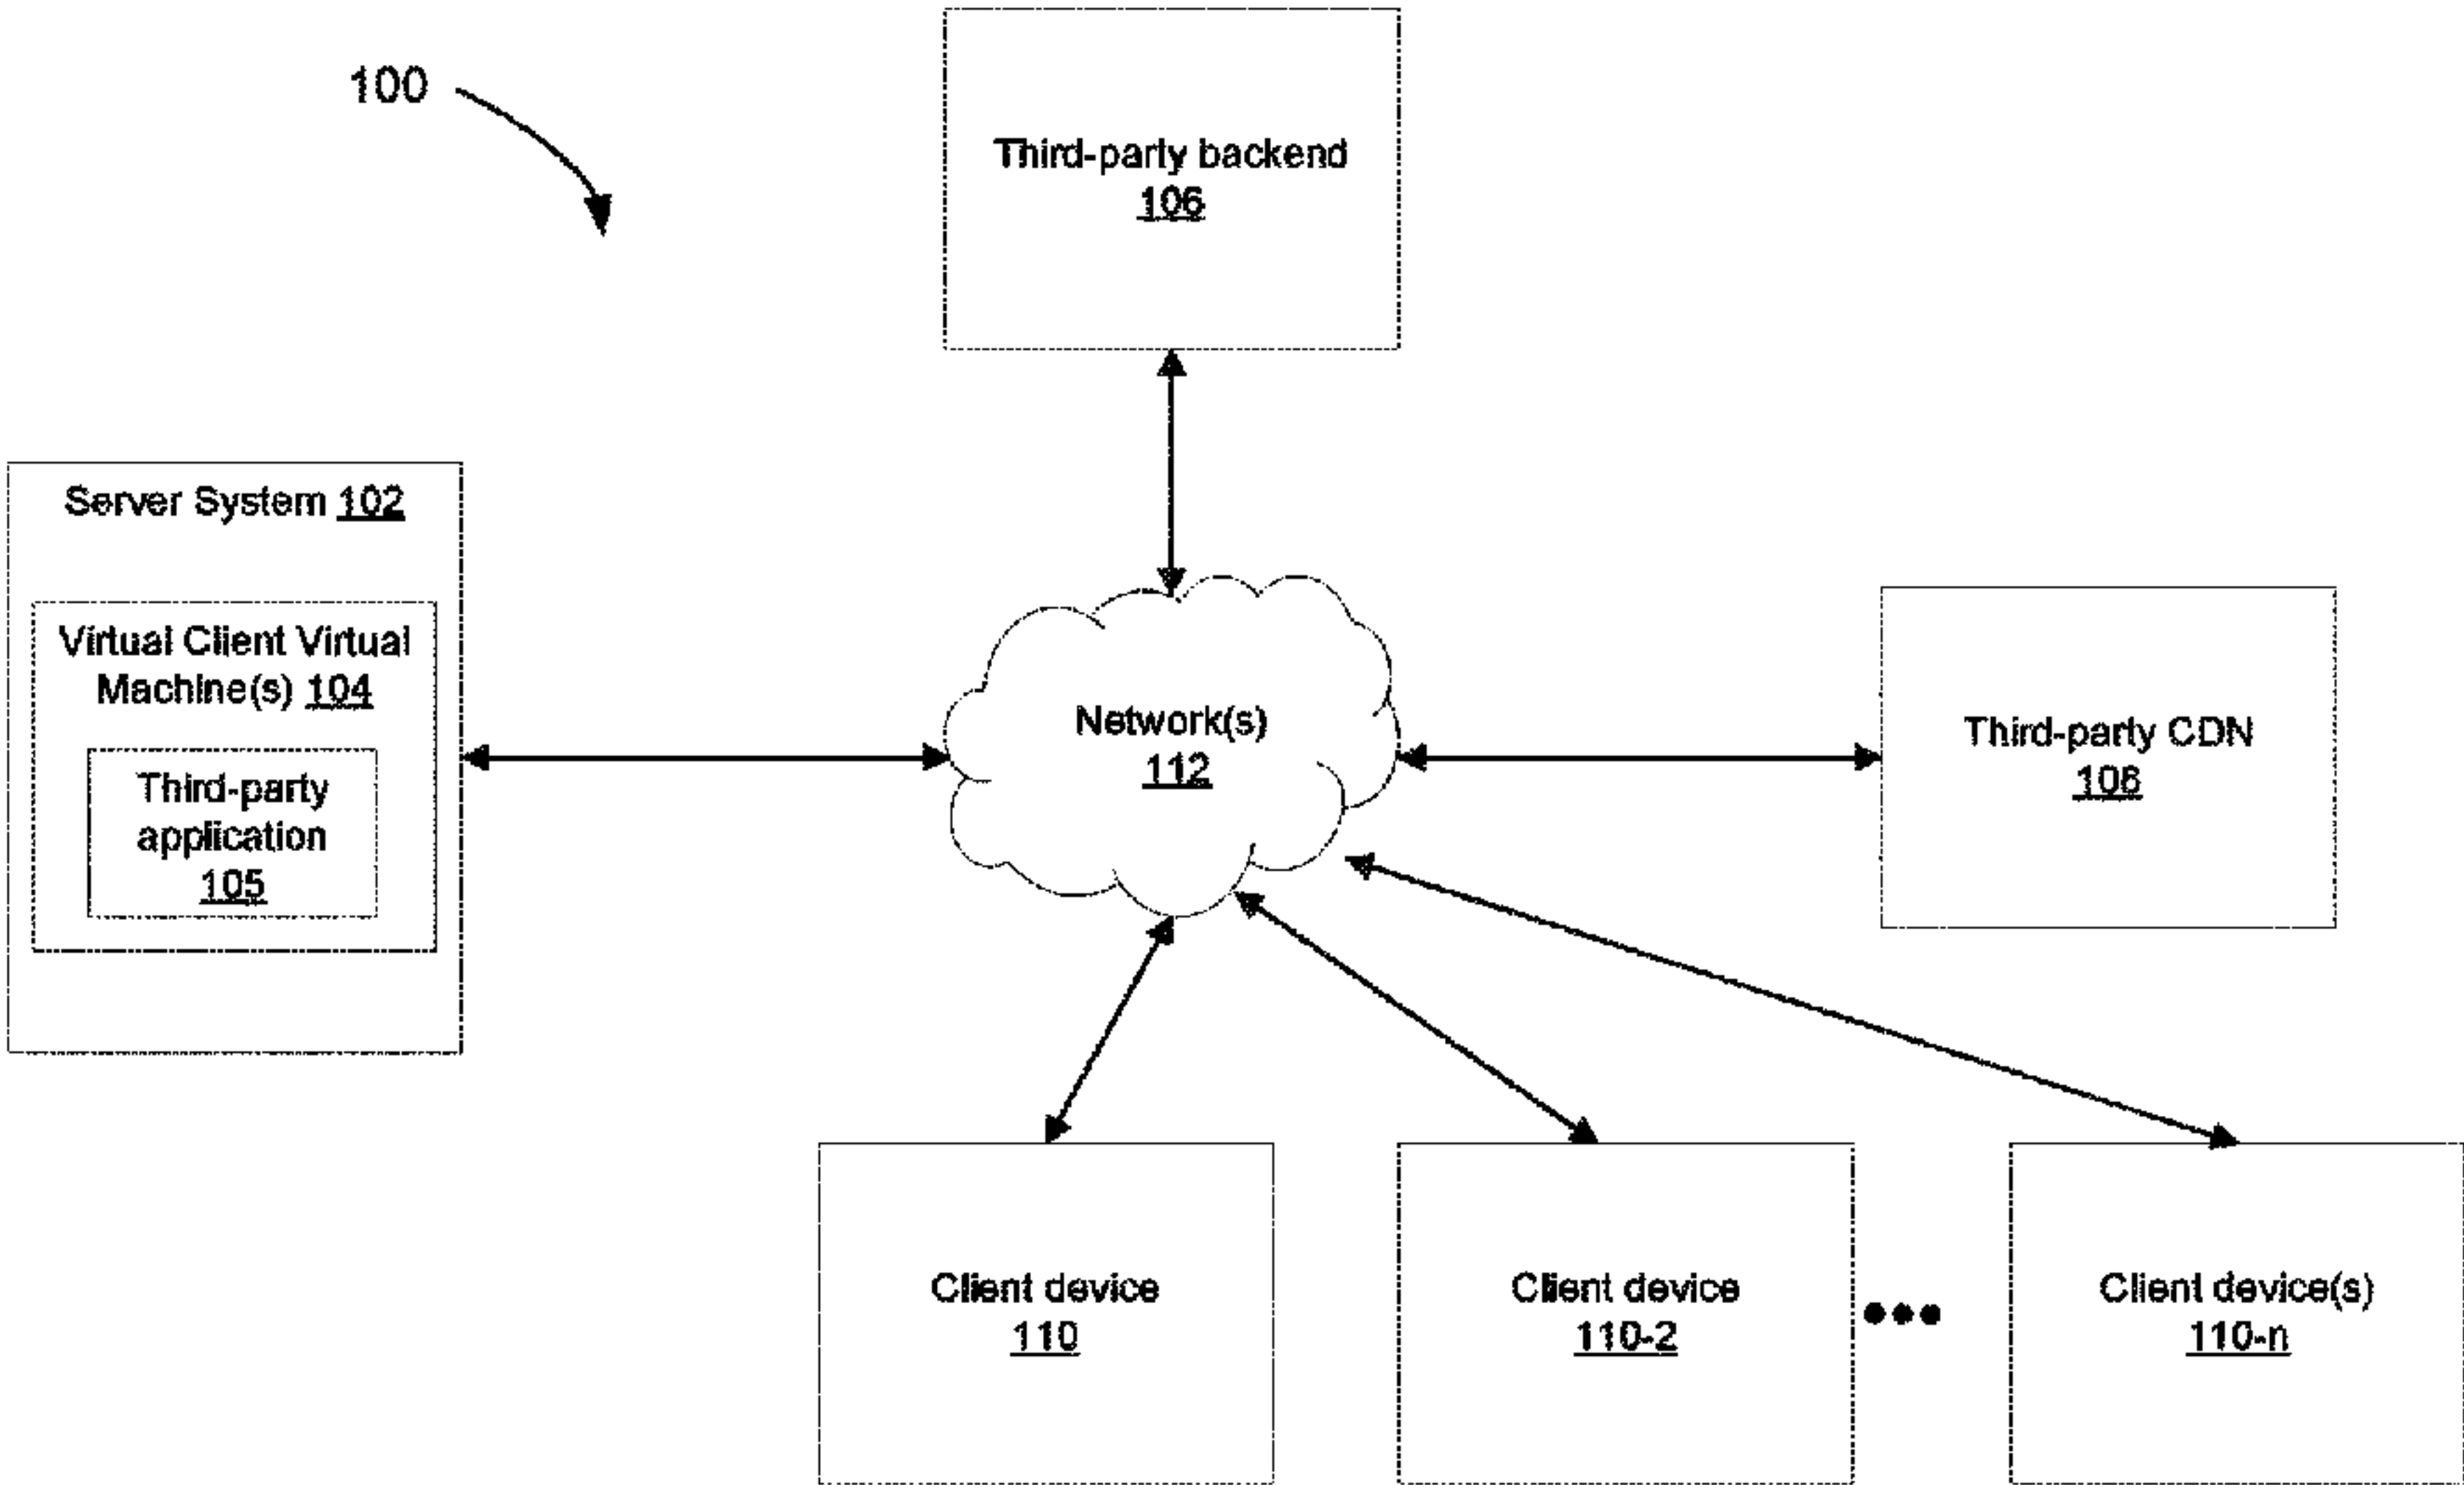 100
Third-party backend
106
Server System 102
Virtual Client Virtual
Machine(s) 104
Third-party
application
105
Network(s)
112
Third-party CDN
108
Client device
110
Client device
110-2
Client device(s)
110-n